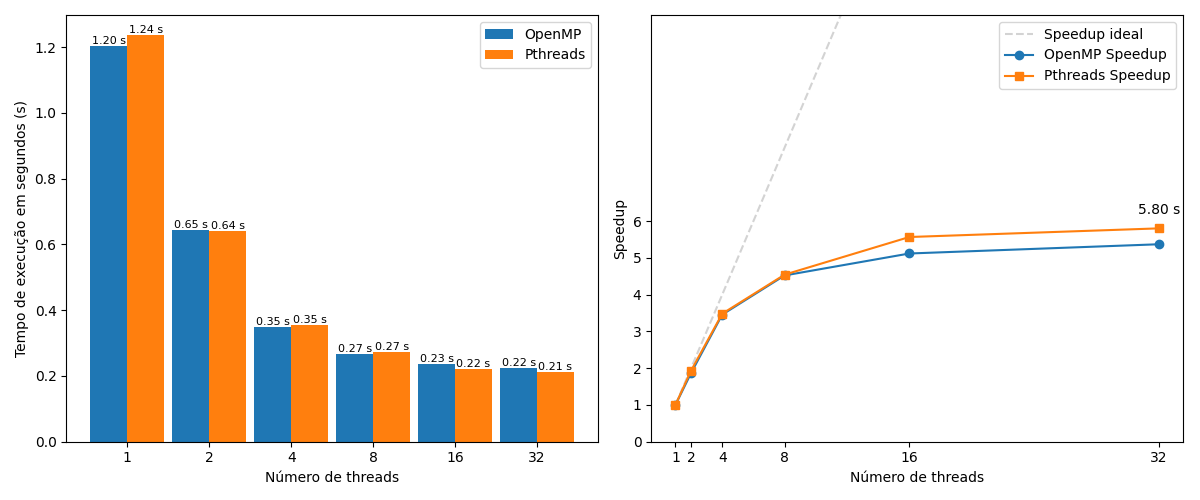 1.20 s
1.24 s
0.65 s
0.64 s
0.35 s
0.35 s
0.27 s
0.27 s
0.23 s
0.22 s
0.22 s
0.21 s
OpenMP
Pthreads
Tempo de execução em segundos (s)
1.2
1.0
0.8
0.6
0.4
0.2
0.0
1
2
4
8
16
32
Número de threads
Speedup ideal
OpenMP Speedup
Pthreads Speedup
5.80 s
Speedup
6
5
4
3
2
1
0
1
2
4
8
16
32
Número de threads